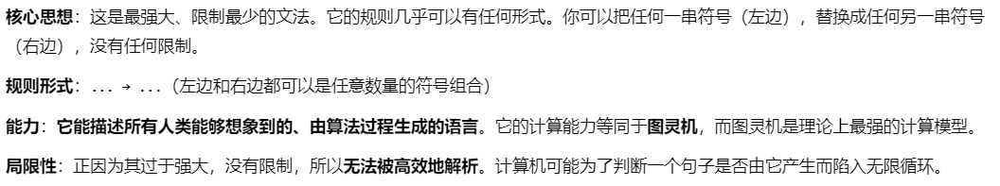 核心思想：这是最强大、限制最少的文法。它的规则几乎可以有任何形式。你可以把任何一串符号（左边），替换成任何另一串符号
（右边），没有任何限制。
规则形式：... → ...（左边和右边都可以是任意数量的符号组合）
能力：它能描述所有人类能够想象到的、由算法过程生成的语言。它的计算能力等同于图灵机，而图灵机是理论上最强的计算模型。
局限性：正因为其过于强大，没有限制，所以无法被高效地解析。计算机可能为了判断一个句子是否由它产生而陷入无限循环。